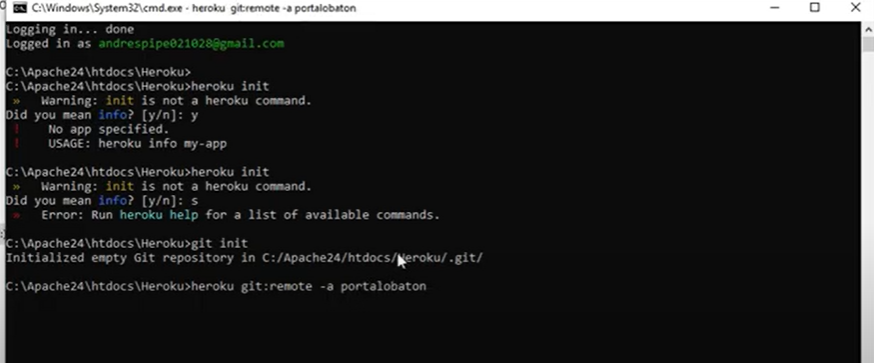 C:\Windows\System32\cmd.exe - heroku git:remote -a portalobaton
Logging in... done
Logged in as andrespipe021028@gmail.com
C:\Apache24\htdocs\Heroku>
C:\Apache24\htdocs\Heroku>heroku init
» Warning: init is not a heroku command.
Did you mean info? [y/n]: y
! No app specified.
! USAGE: heroku info my-app
C:\Apache24\htdocs\Heroku>heroku init
» Warning: init is not a heroku command.
Did you mean info? [y/n]: s
» Error: Run heroku help for a list of available commands.
C:\Apache24\htdocs\Heroku>git init
Initialized empty Git repository in C:/Apache24/htdocs/Heroku/.git/
C:\Apache24\htdocs\Heroku>heroku git:remote -a portalobaton